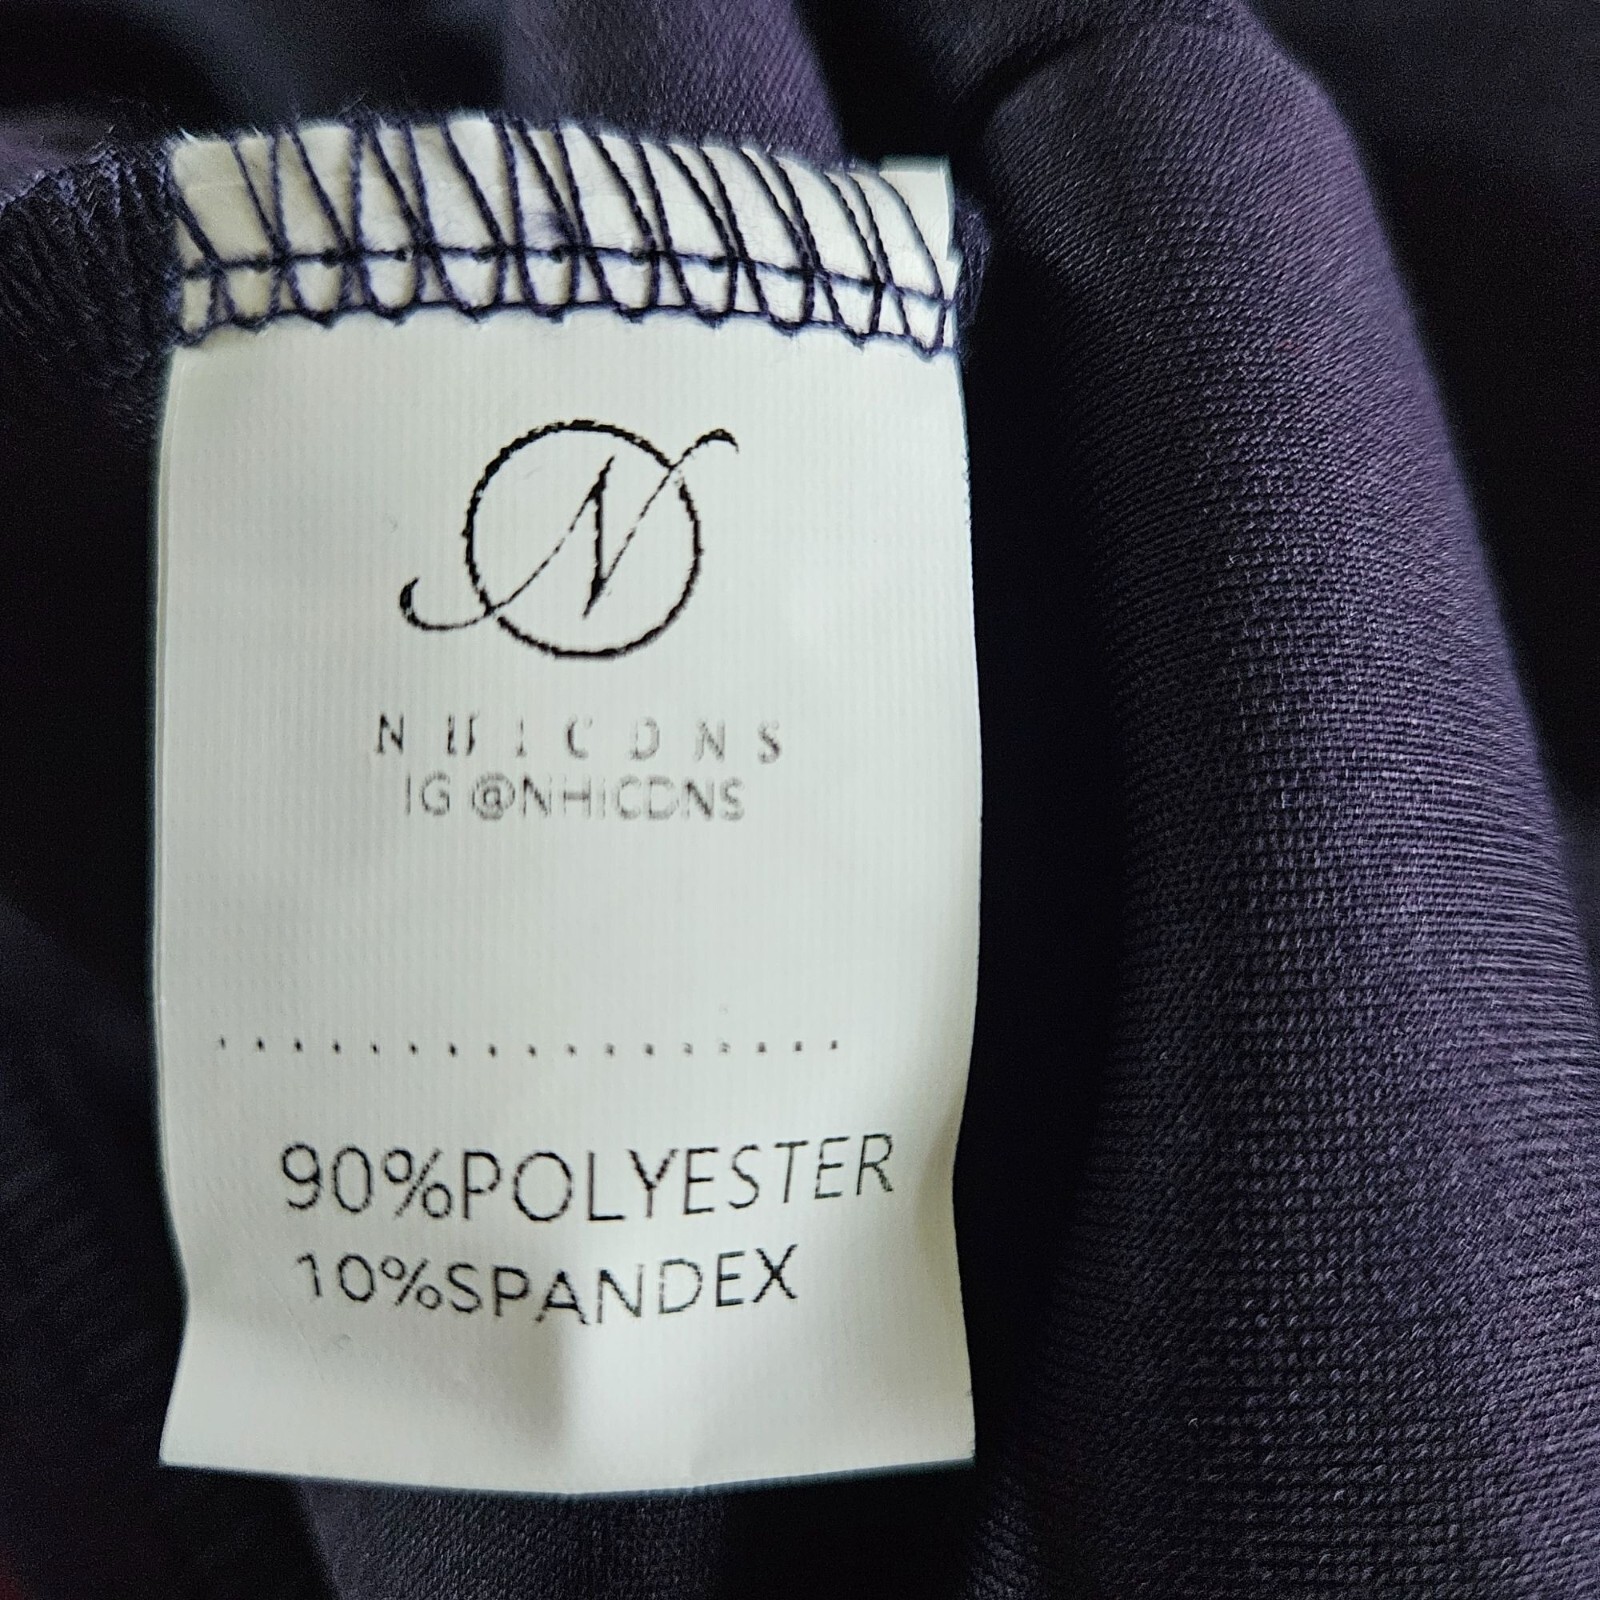 N
NHICDNS
IG @NHICDNS
90%POLYESTER
10%SPANDEX